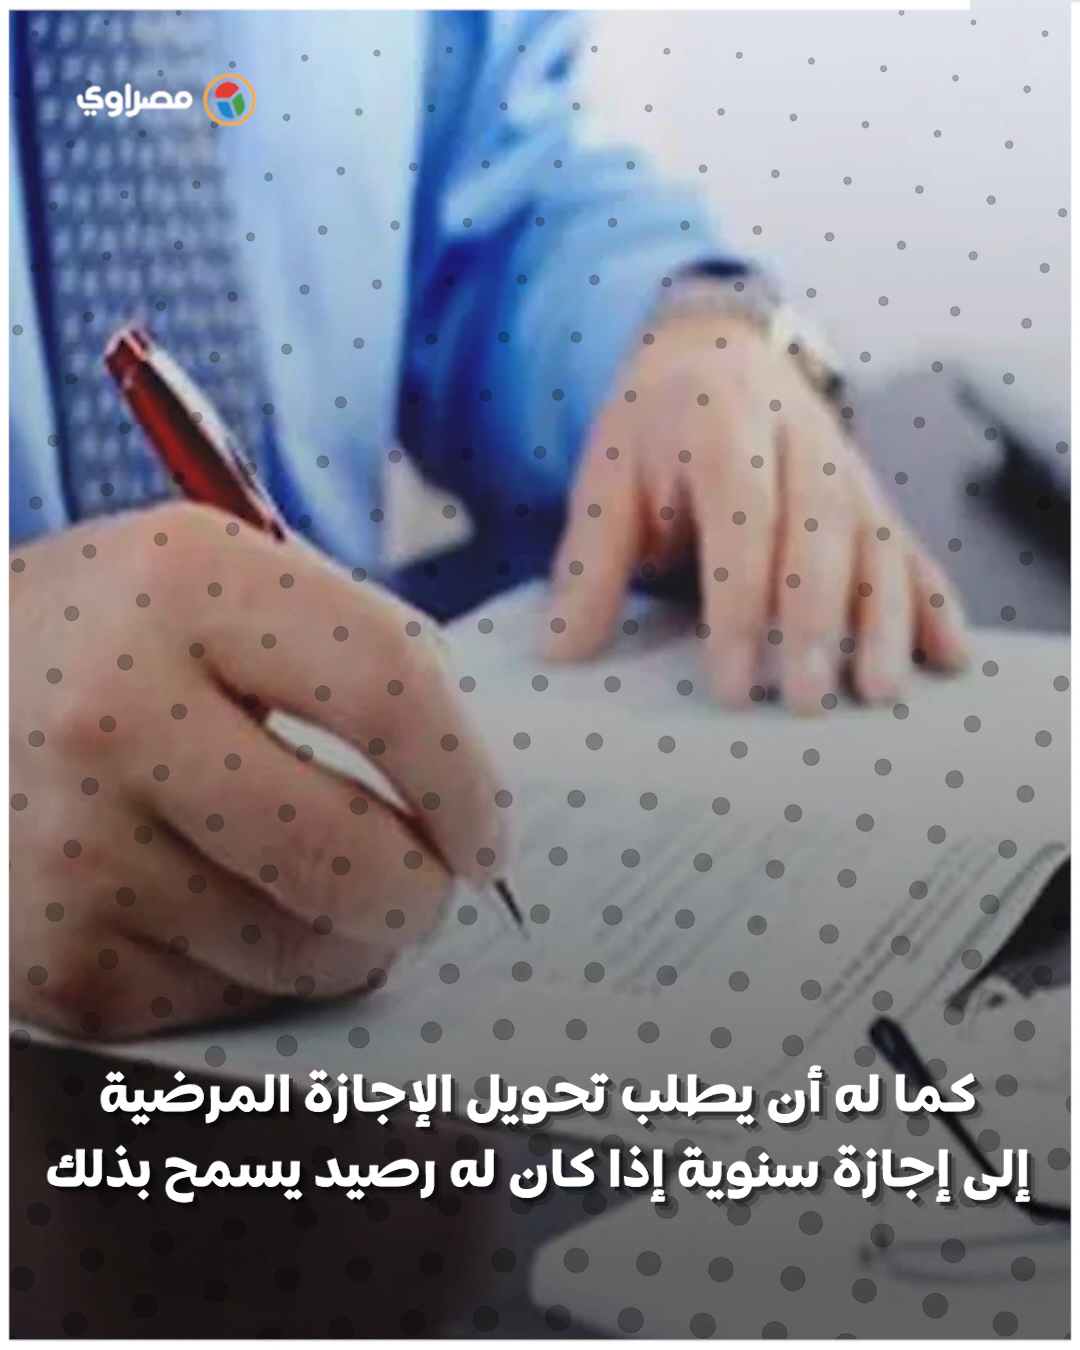 مصراوي
كما له أن يطلب تحويل الإجازة المرضية
إلى إجازة سنوية إذا كان له رصيد يسمح بذلك